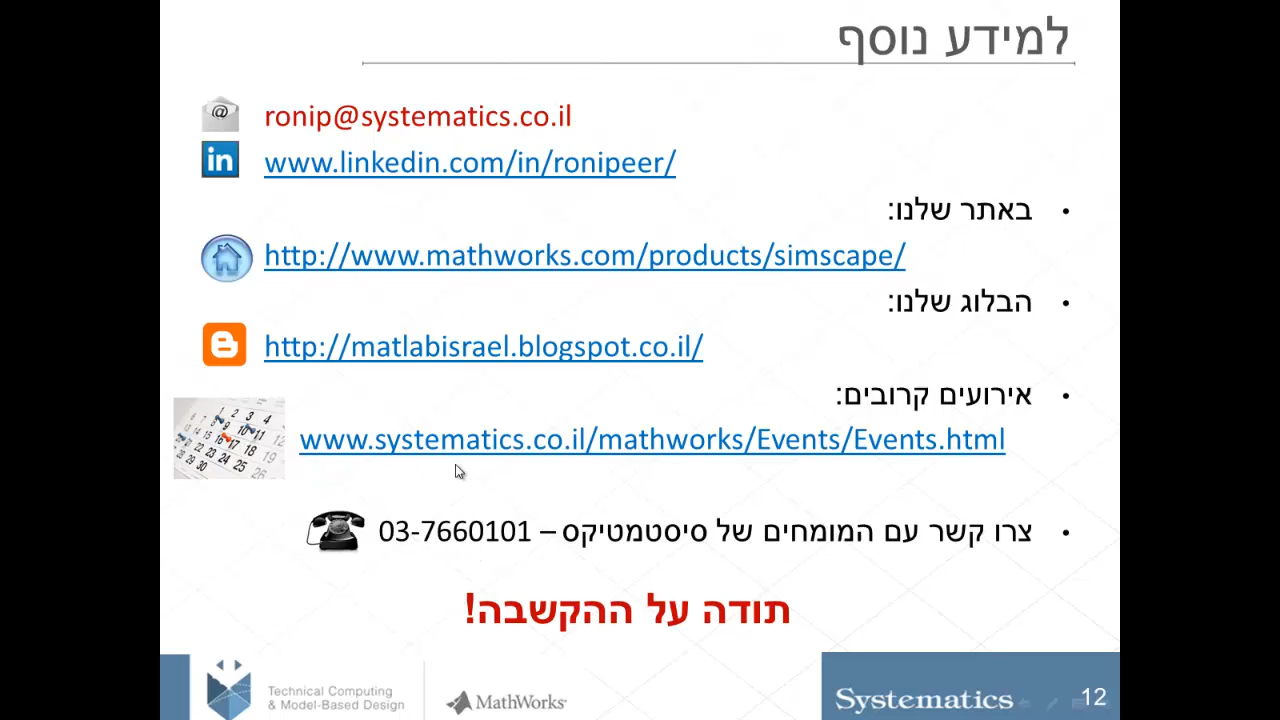 למידע נוסף
ronip@systematics.co.il
in www.linkedin.com/in/ronipeer/
• באתר שלנו:
http://www.mathworks.com/products/simscape/
• הבלוג שלנו:
http://matlabisrael.blogspot.co.il/
• אירועים קרובים:
www.systematics.co.il/mathworks/Events/Events.html
• צרו קשר עם המומחים של סיסטמטיקס – 03-7660101
תודה על ההקשבה!
Technical Computing
& Model-Based Design
MathWorks
Systematics
12